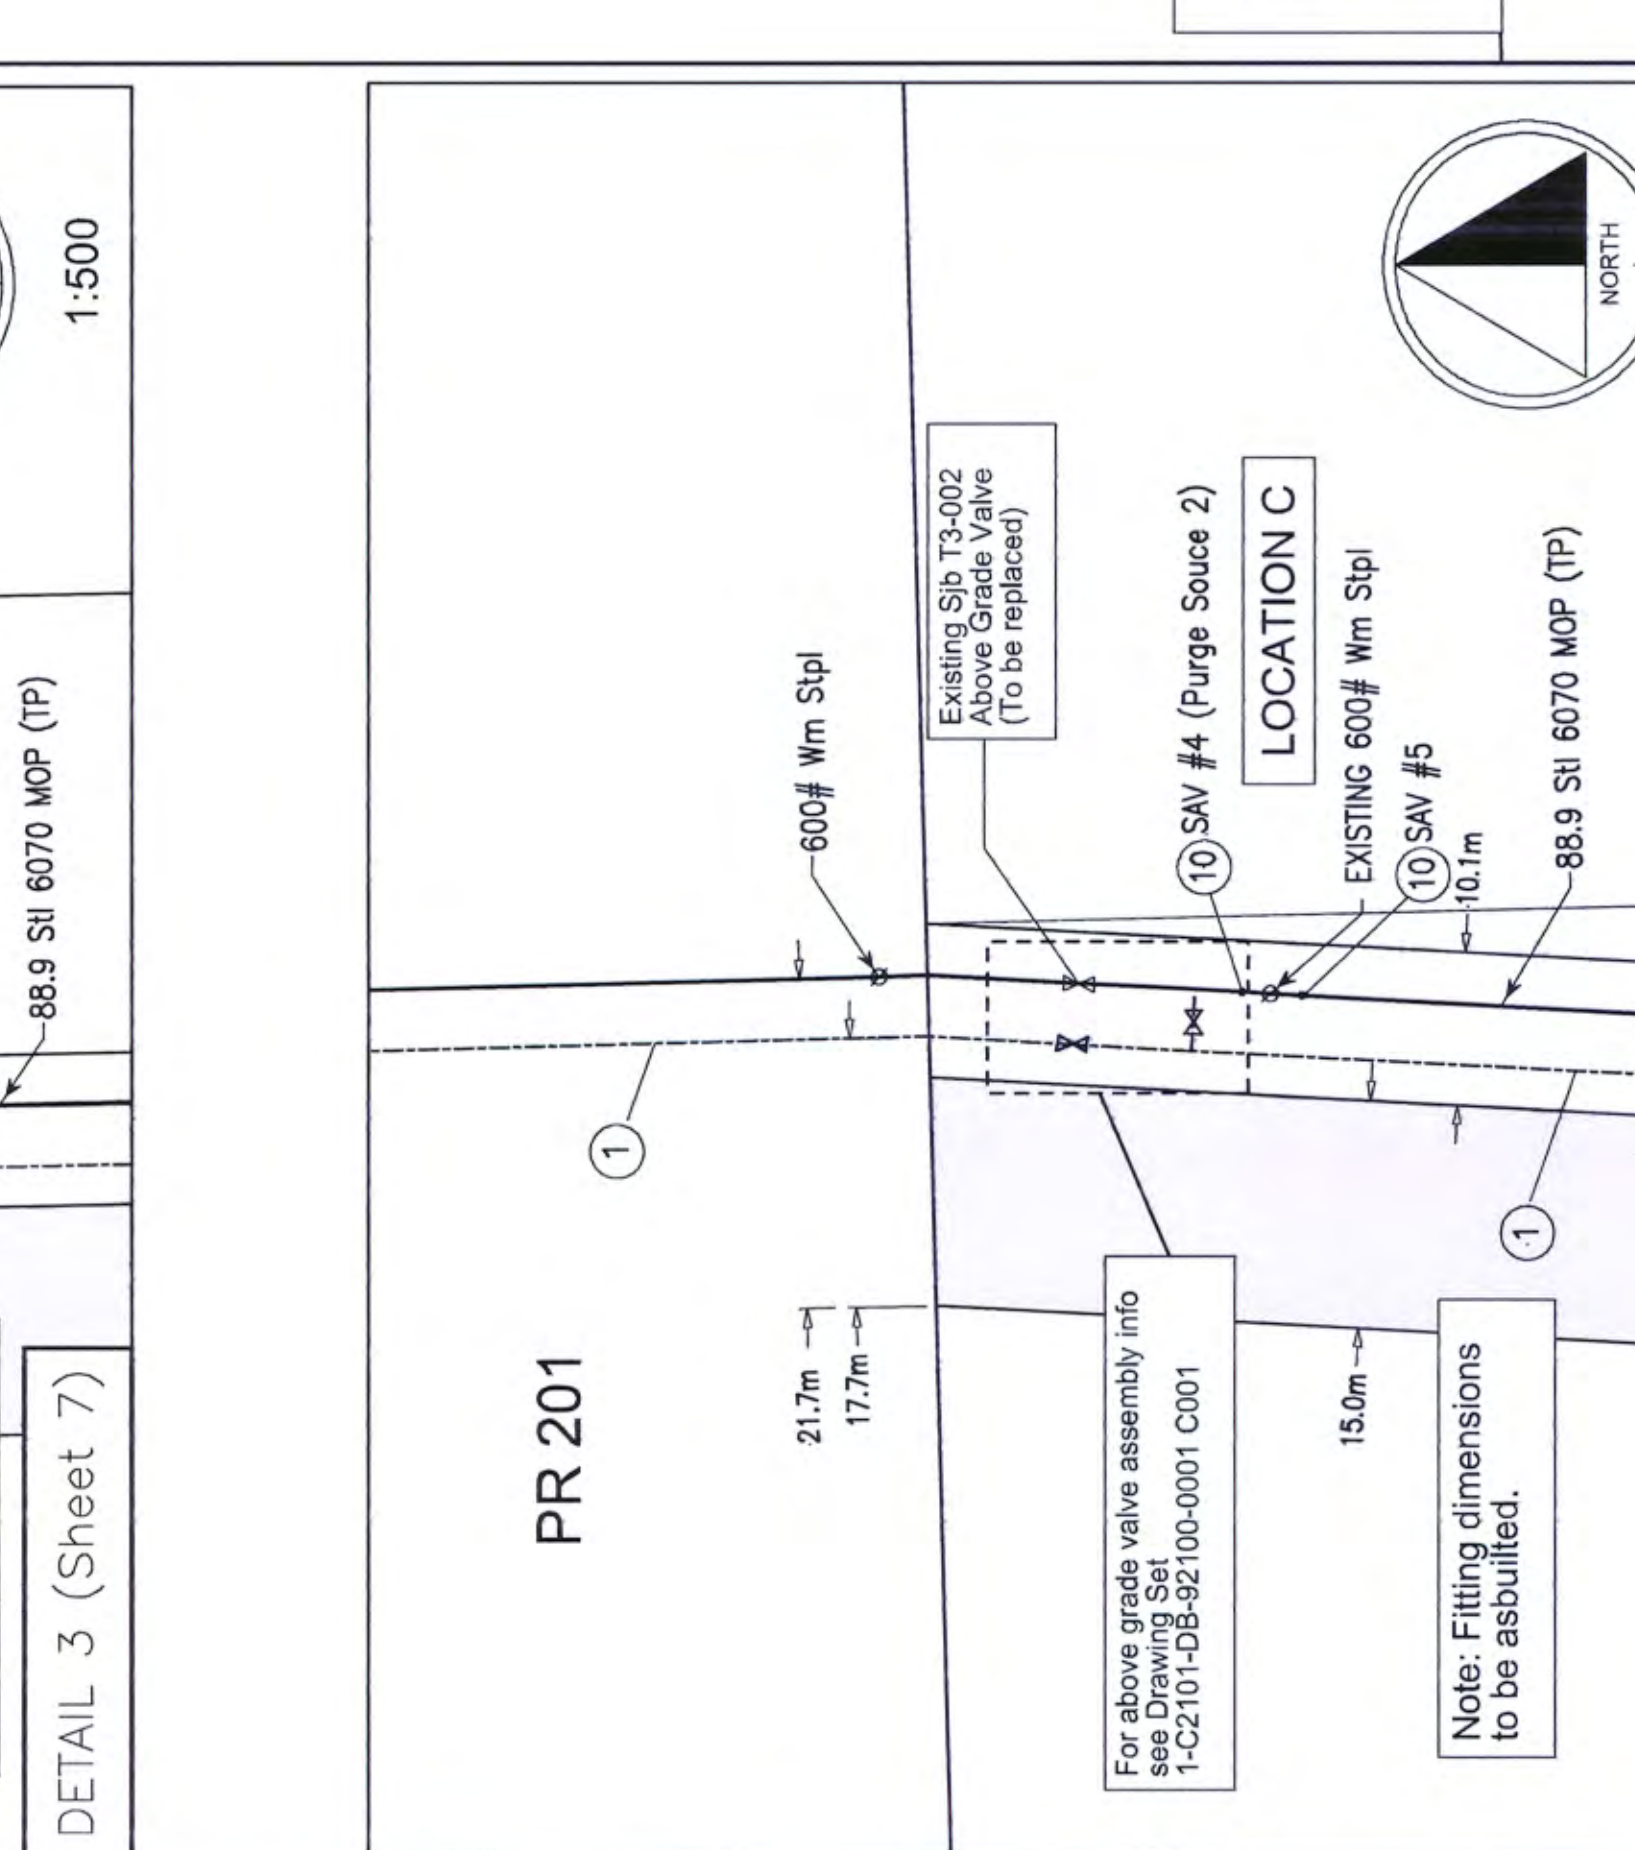 88.9 Stl 6070 MOP (TP)
1:500
DETAIL 3 (Sheet 7)
PR 201
1
600# Wm Stpl
21.7m
17.7m
Existing Sjb T3-002
Above Grade Valve
(To be replaced)
10 SAV #4 (Purge Souce 2)
LOCATION C
EXISTING 600# Wm Stpl
10 SAV #5
10.1m
88.9 Stl 6070 MOP (TP)
For above grade valve assembly info
see Drawing Set
1-C2101-DB-92100-0001 C001
15.0m
1
Note: Fitting dimensions
to be asbuilted.
NORTH